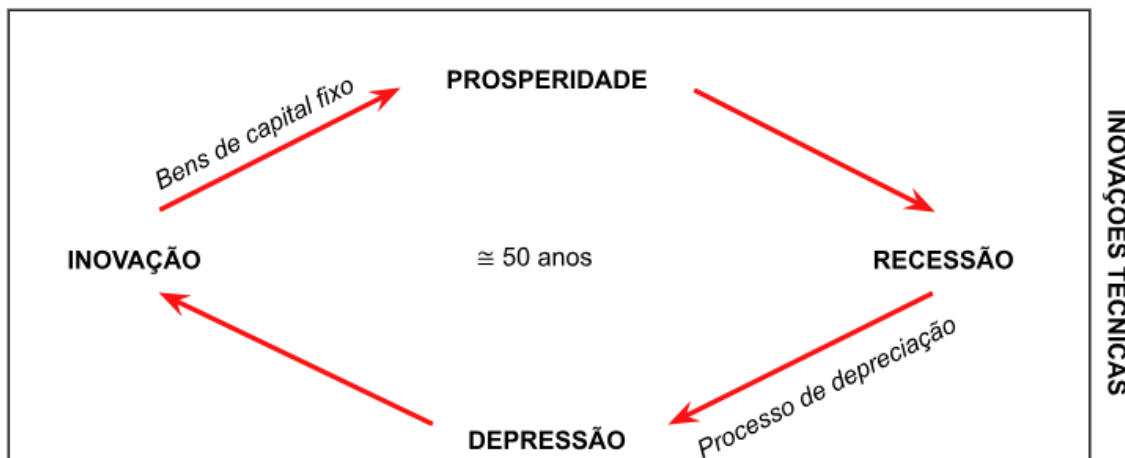 PROSPERIDADE
Bens de capital fixo
INOVAÇÃO
≅ 50 anos
RECESSÃO
Processo de depreciação
DEPRESSÃO
INOVAÇÕES TÉCNICAS